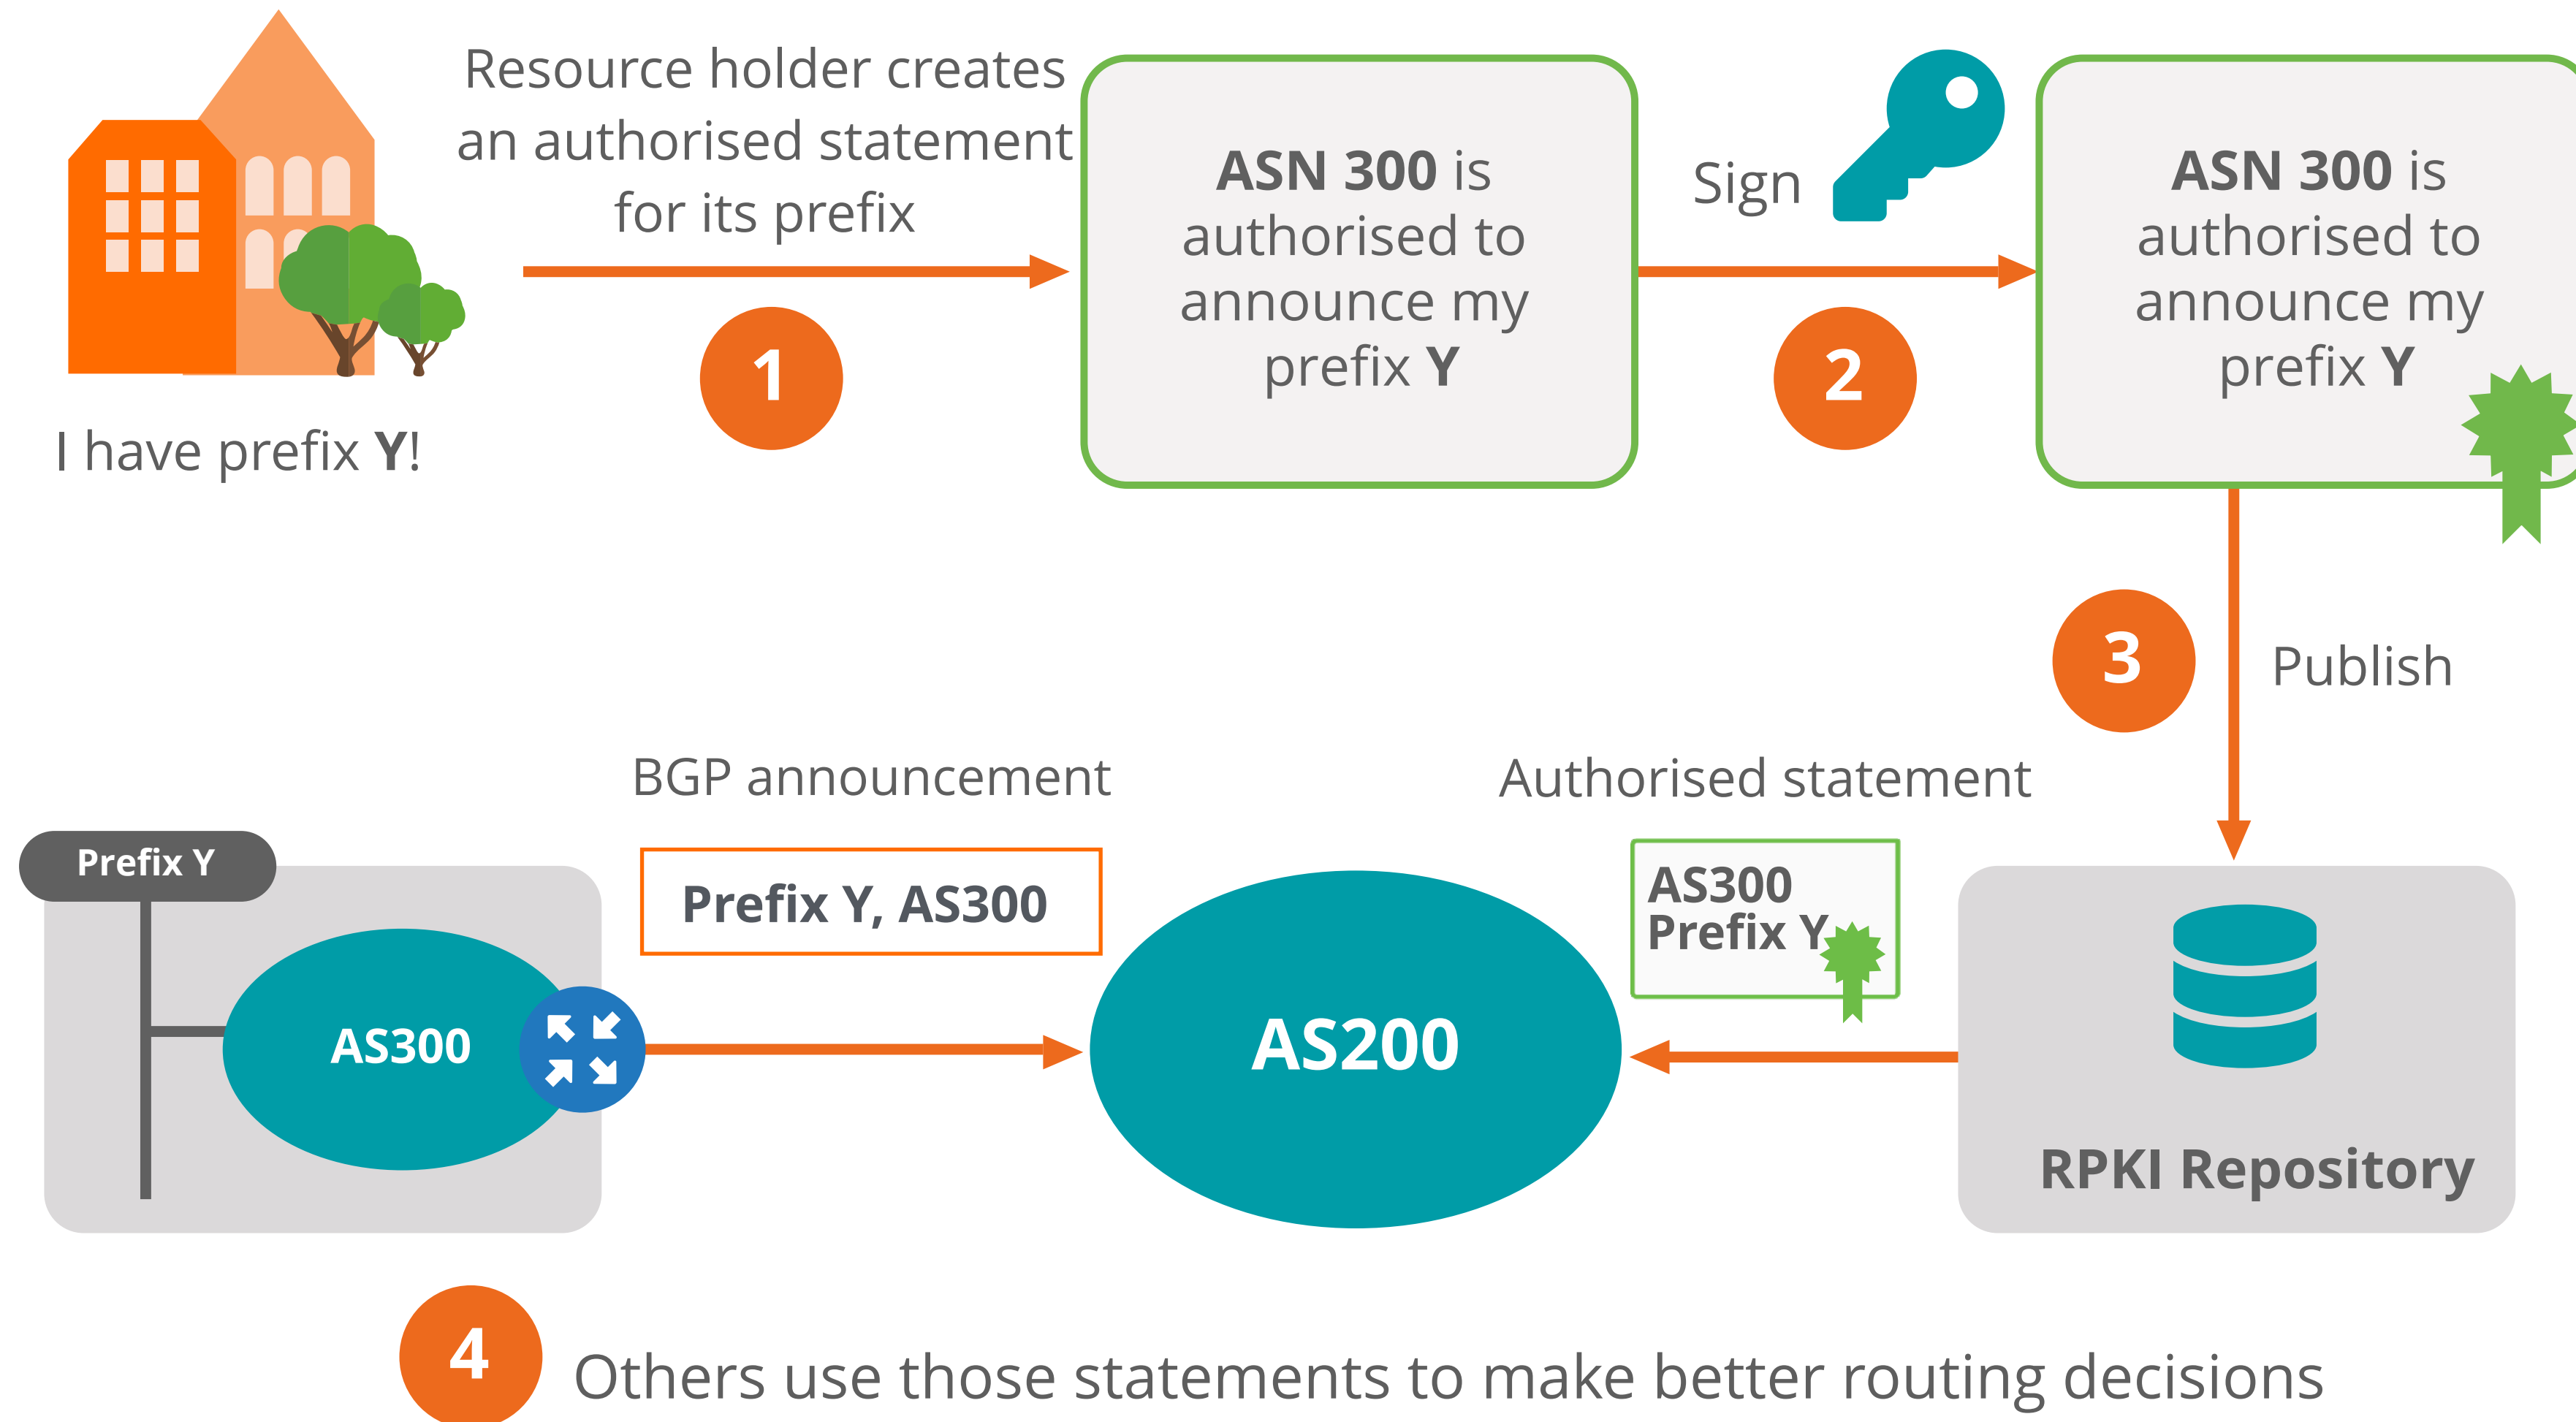 Resource holder creates
an authorised statement
for its prefix
I have prefix Y!
1
ASN 300 is
authorised to
announce my
prefix Y
Sign
2
ASN 300 is
authorised to
announce my
prefix Y
3
Publish
BGP announcement
Authorised statement
Prefix Y
Prefix Y, AS300
AS300
Prefix Y
AS300
AS200
RPKI Repository
4
Others use those statements to make better routing decisions